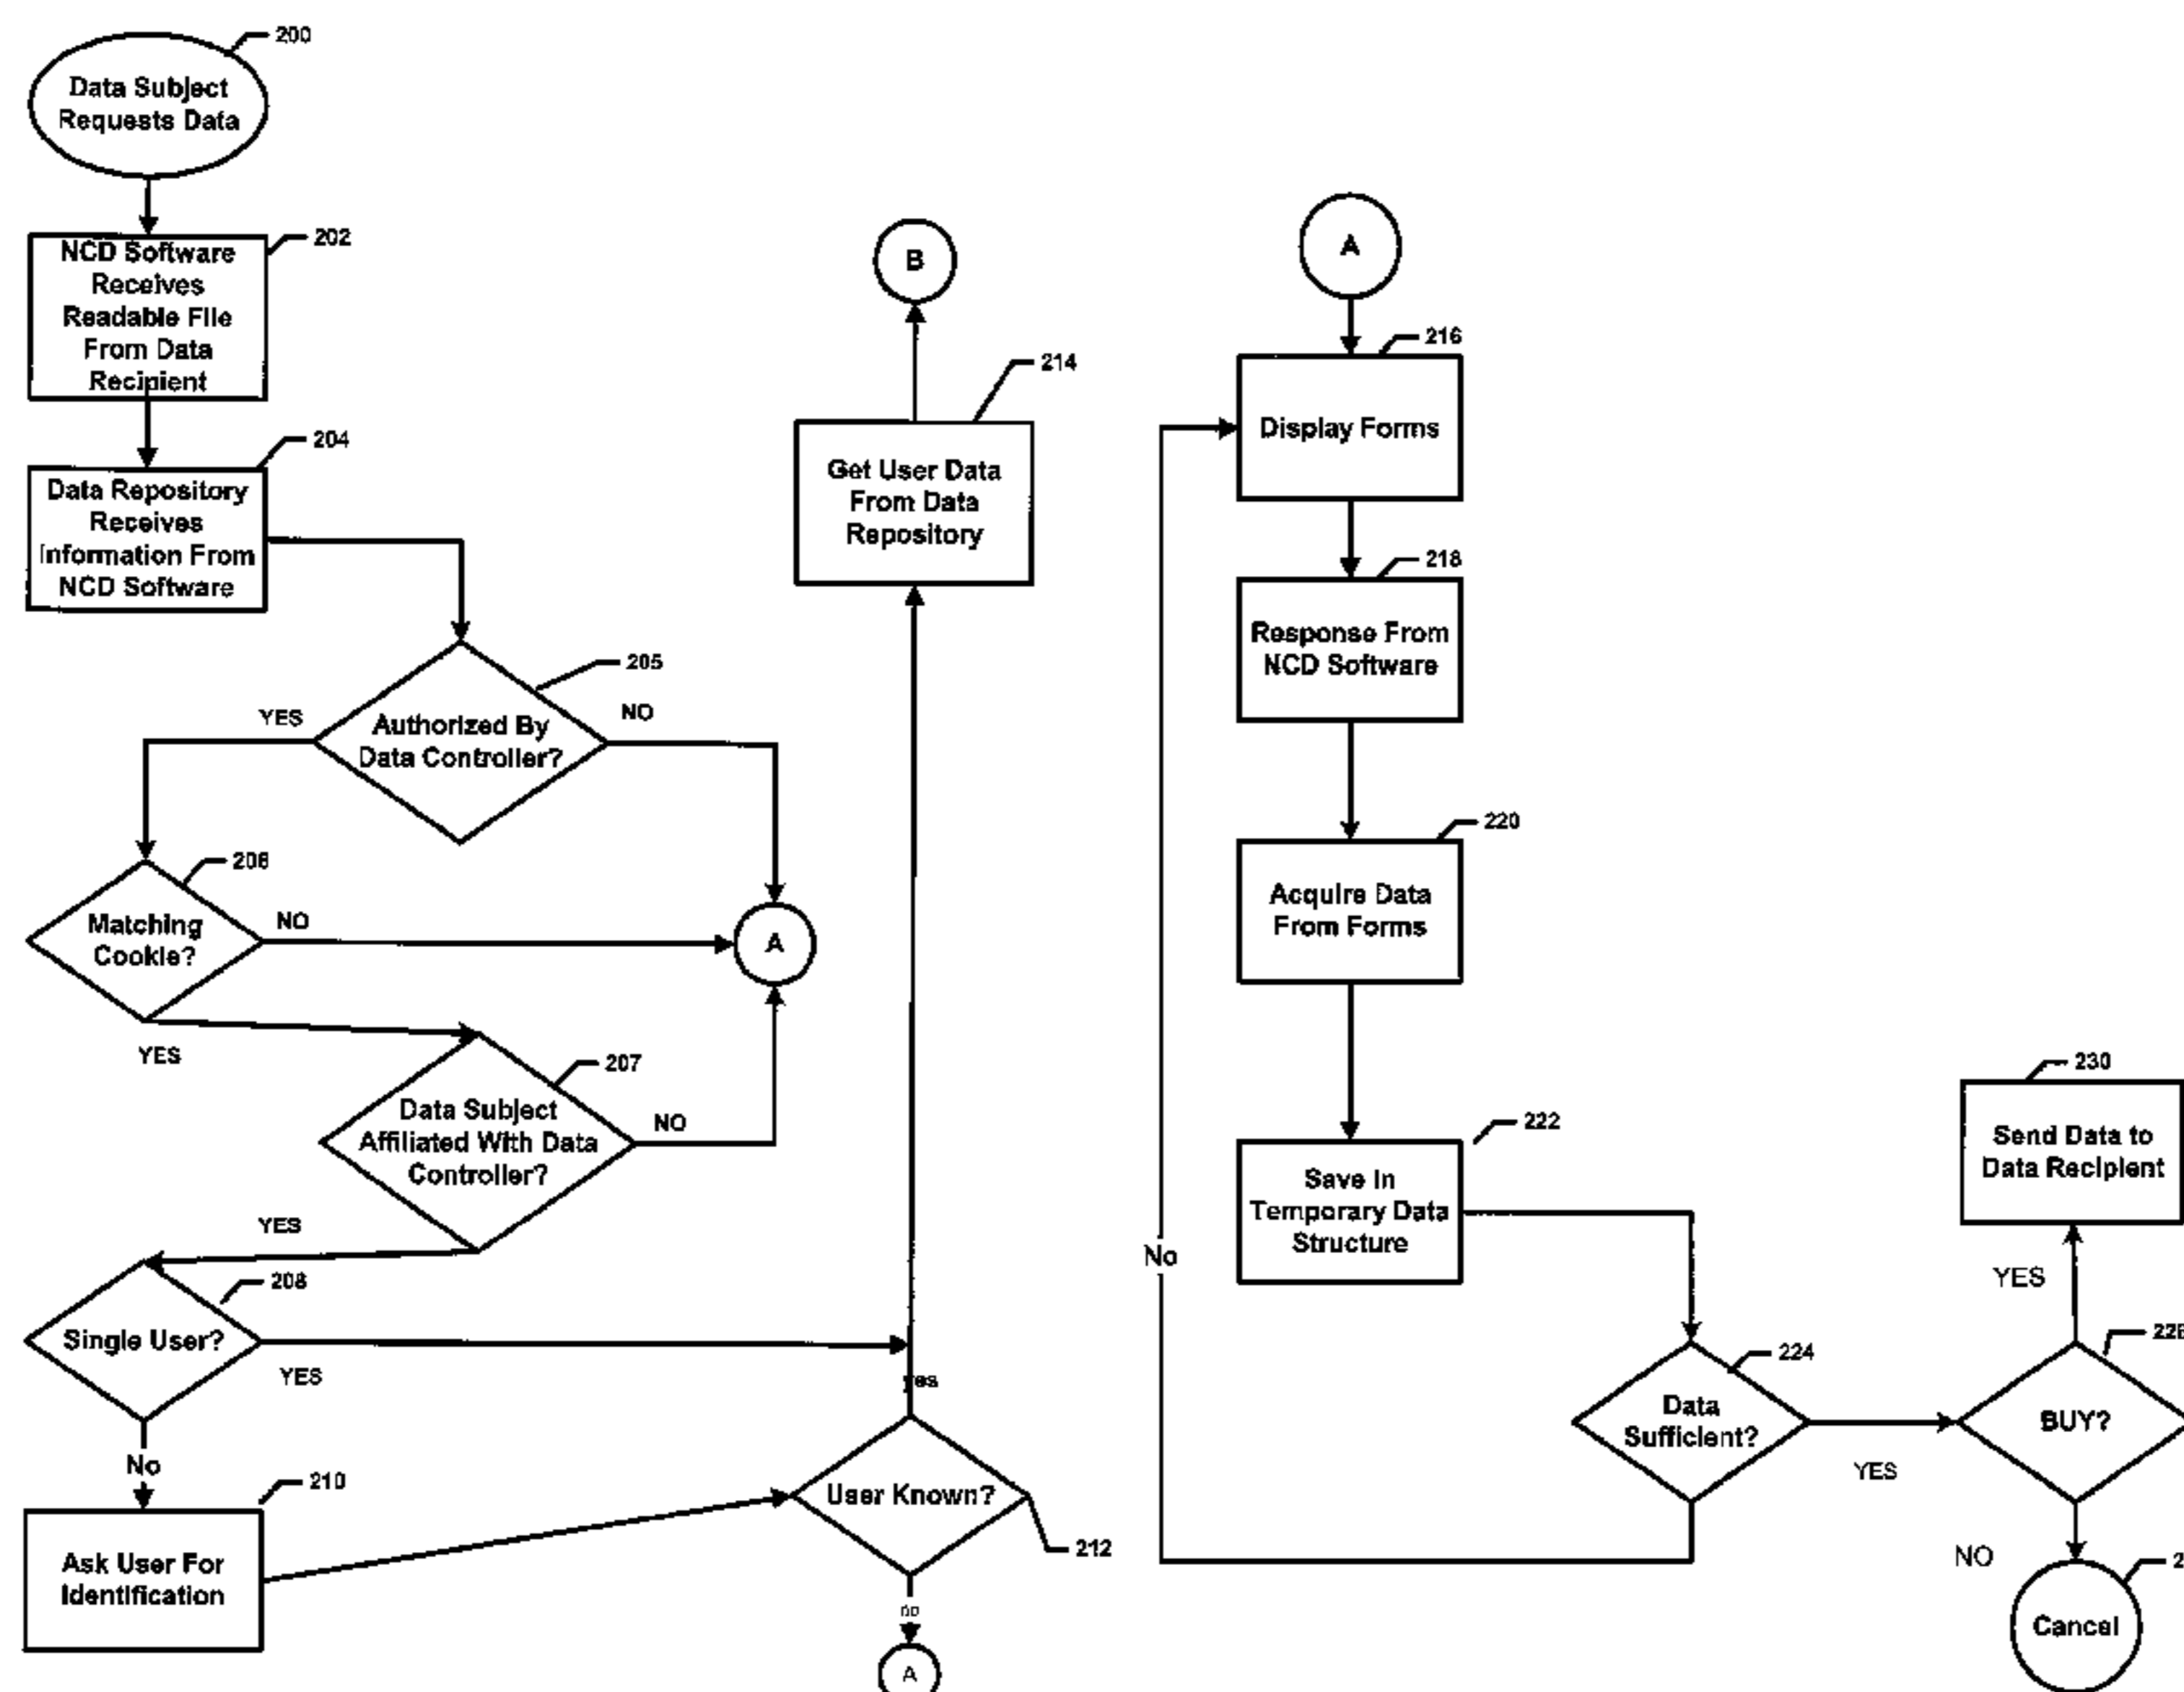 200
Data Subject
Requests Data
202
NCD Software
Receives
Readable File
From Data
Recipient
204
Data Repository
Receives
Information From
NCD Software
205
YES
NO
Authorized By
Data Controller?
206
Matching
Cookie?
NO
A
YES
207
Data Subject
Affiliated With Data
Controller?
NO
YES
208
Single User?
YES
No
210
Ask User For
Identification
B
214
Get User Data
From Data
Repository
yes
User Known?
212
no
A
A
216
Display Forms
218
Response From
NCD Software
220
Acquire Data
From Forms
222
Save In
Temporary Data
Structure
No
224
Data
Sufficient?
YES
230
Send Data to
Data Recipient
YES
BUY?
NO
Cancel